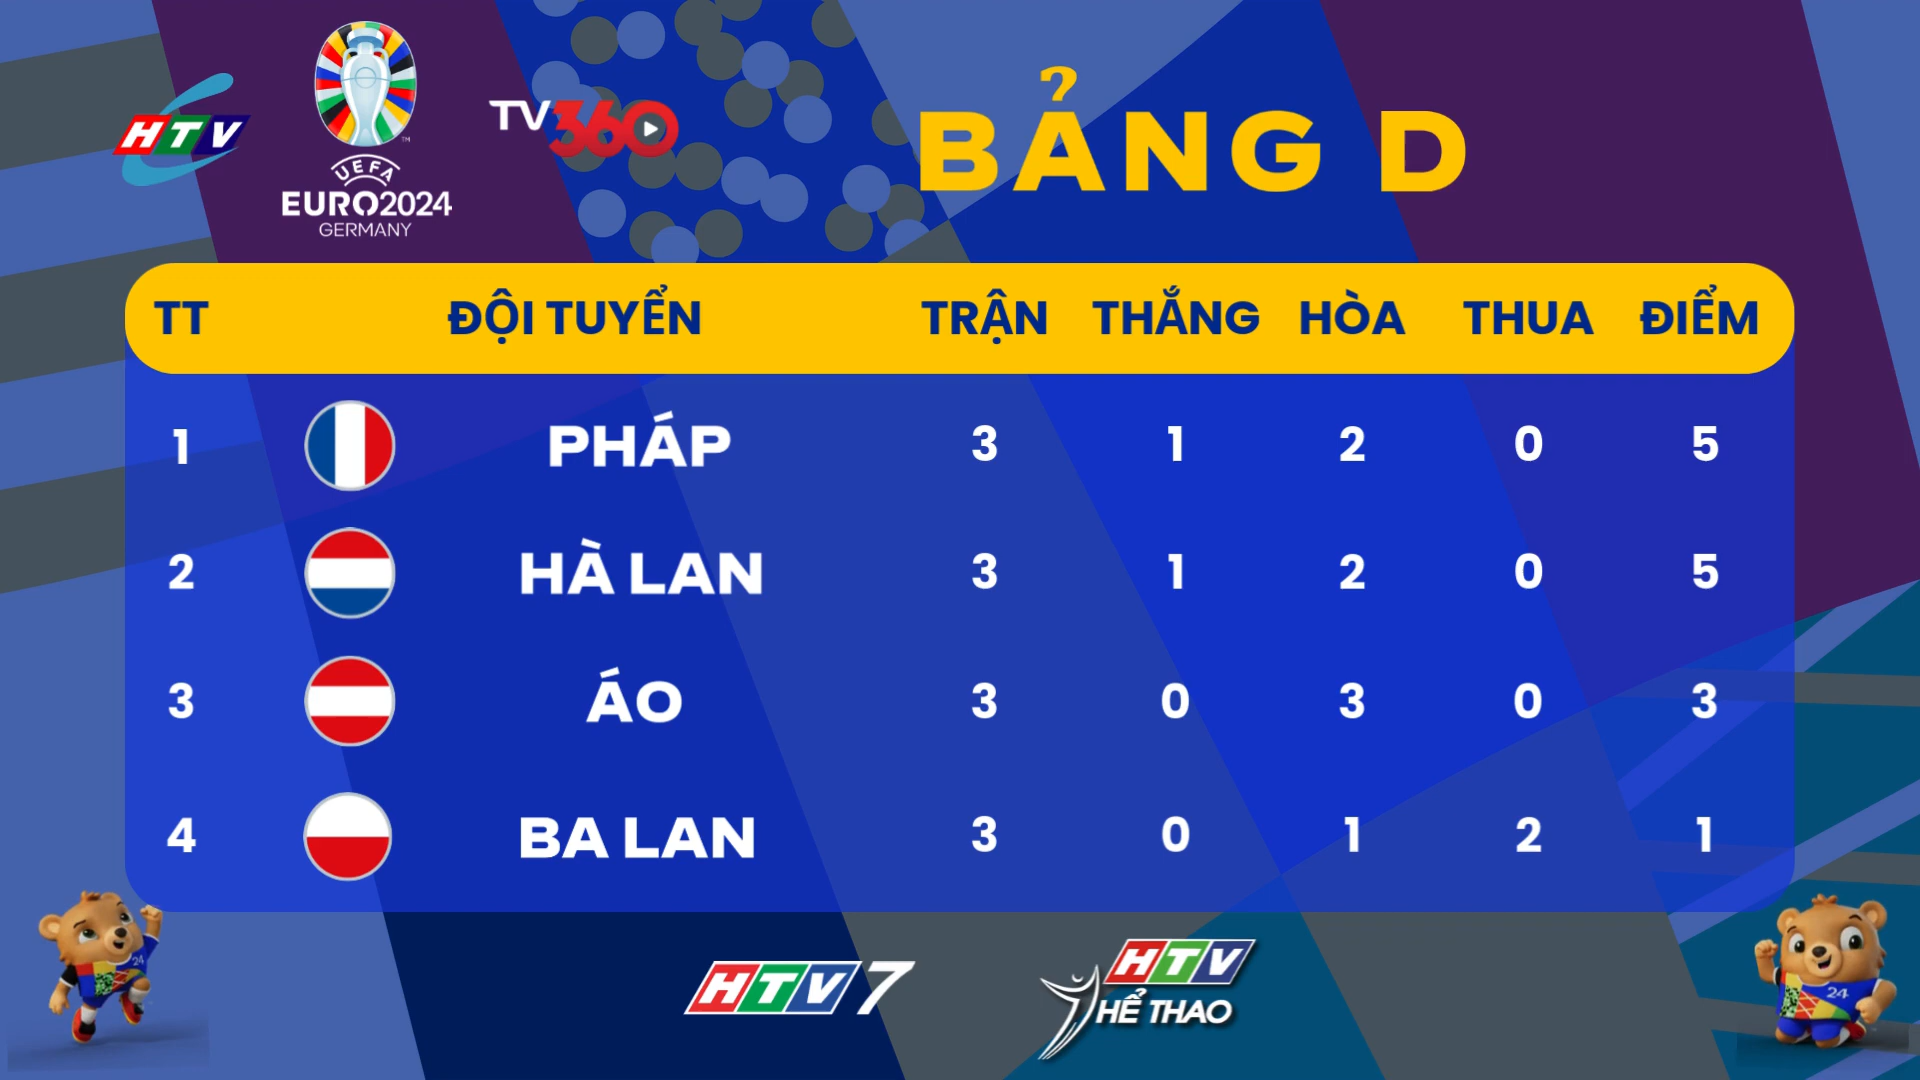 HTV
UEFA
EURO2024
GERMANY
TV360
BẢNG D
TT ĐỘI TUYỂN TRẬN THẮNG HÒA THUA ĐIỂM
1 PHÁP 3 1 2 0 5
2 HÀ LAN 3 1 2 0 5
3 ÁO 3 0 3 0 3
4 BA LAN 3 0 1 2 1
24
HTV7
HTV
THỂ THAO
24